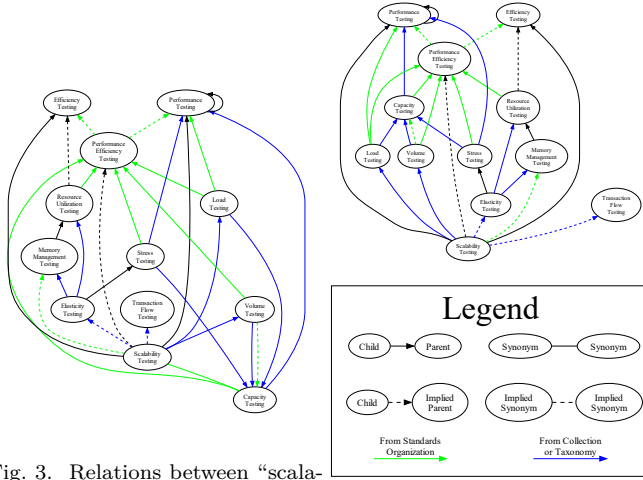 Efficiency
Testing
Performance
Testing
Performance
Efficiency
Testing
Resource
Utilization
Testing
Load
Testing
Memory
Management
Testing
Stress
Testing
Elasticity
Testing
Transaction
Flow
Testing
Volume
Testing
Scalability
Testing
Capacity
Testing
Fig. 3. Relations between “scala-
Performance
Testing
Efficiency
Testing
Performance
Efficiency
Testing
Capacity
Testing
Resource
Utilization
Testing
Load
Testing
Volume
Testing
Stress
Testing
Memory
Management
Testing
Elasticity
Testing
Transaction
Flow Testing
Scalability
Testing
Legend
Child
Parent
Synonym
Synonym
Child
Implied
Parent
Implied
Synonym
Implied
Synonym
From Standards
Organization
From Collection
or Taxonomy